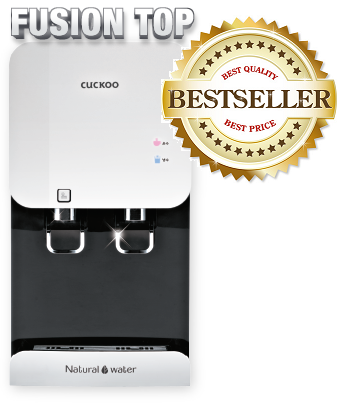 FUSION TOP
CUCKOO
BEST QUALITY
BESTSELLER
BEST PRICE
Natural water